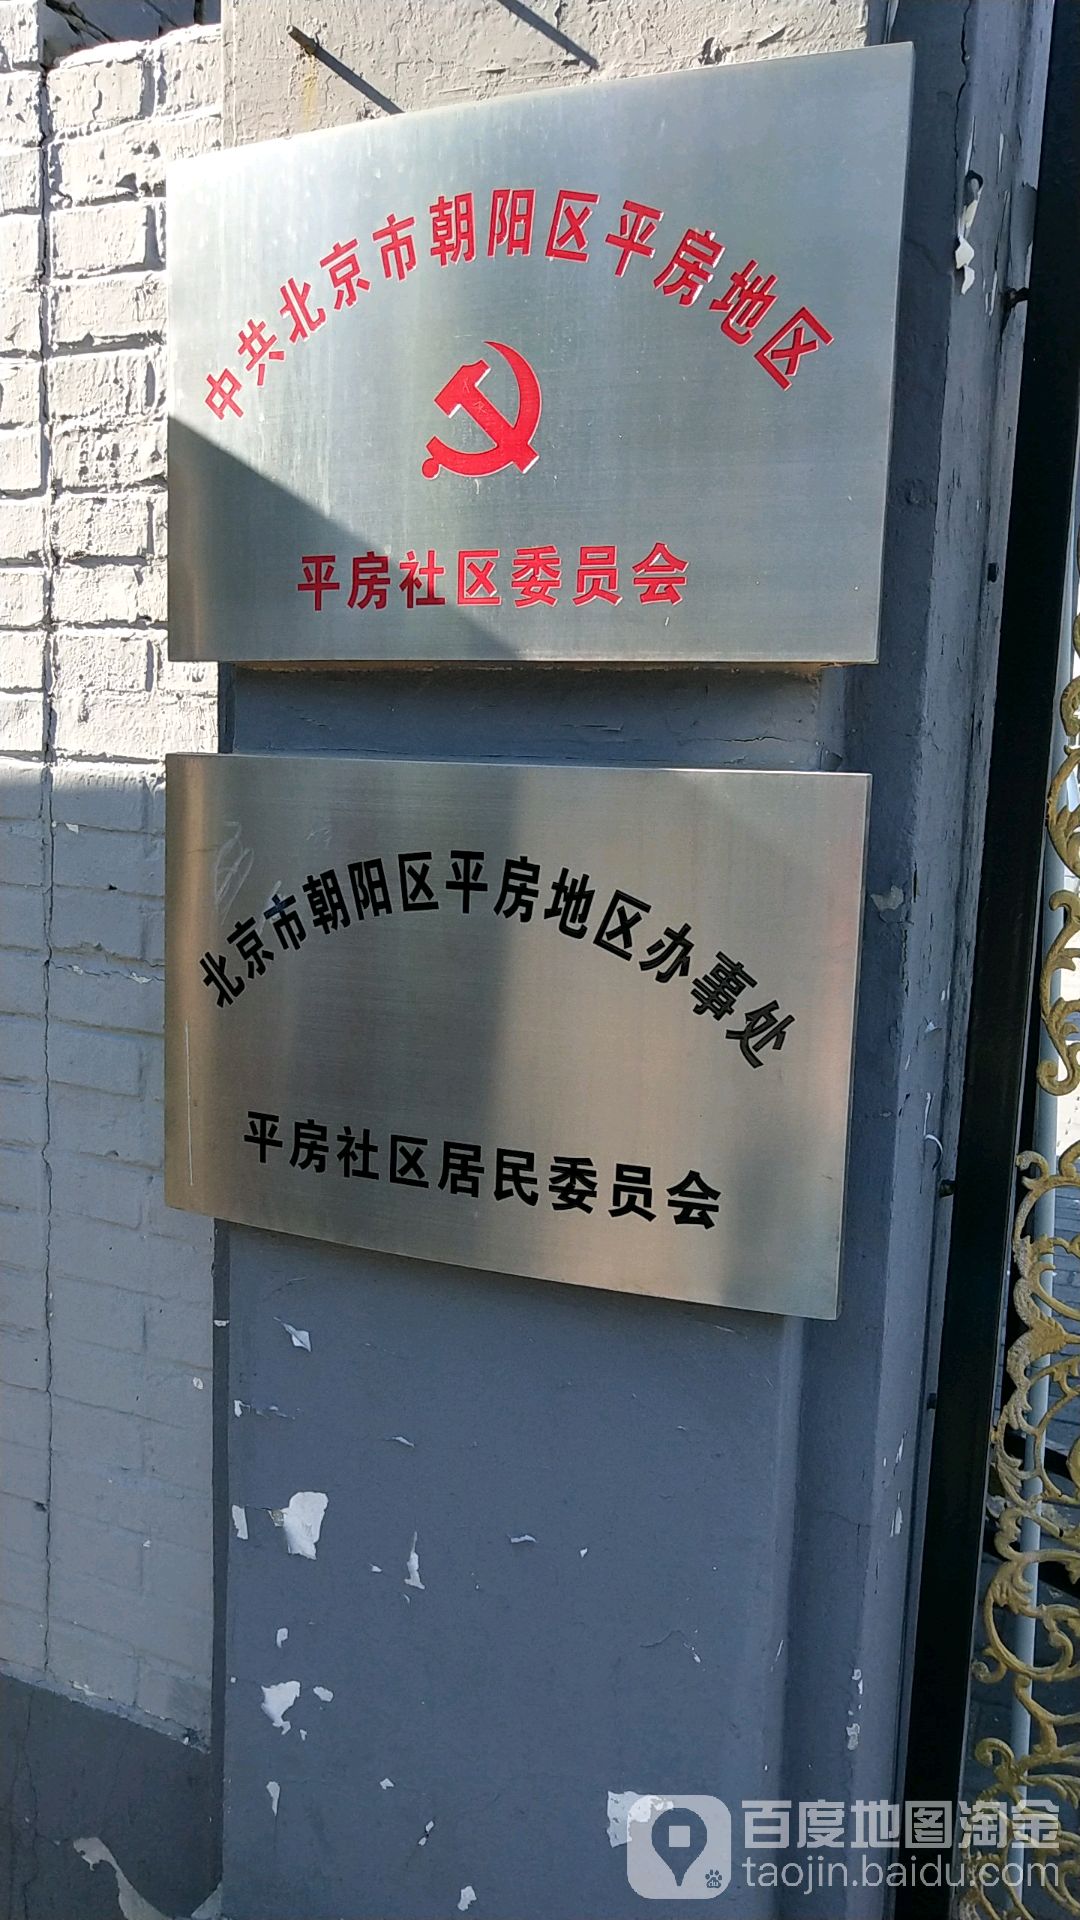 中共北京市朝阳区平房地区
平房社区委员会
北京市朝阳区平房地区办事处
平房社区居民委员会
百度地图淘金
taojin.baidu.com